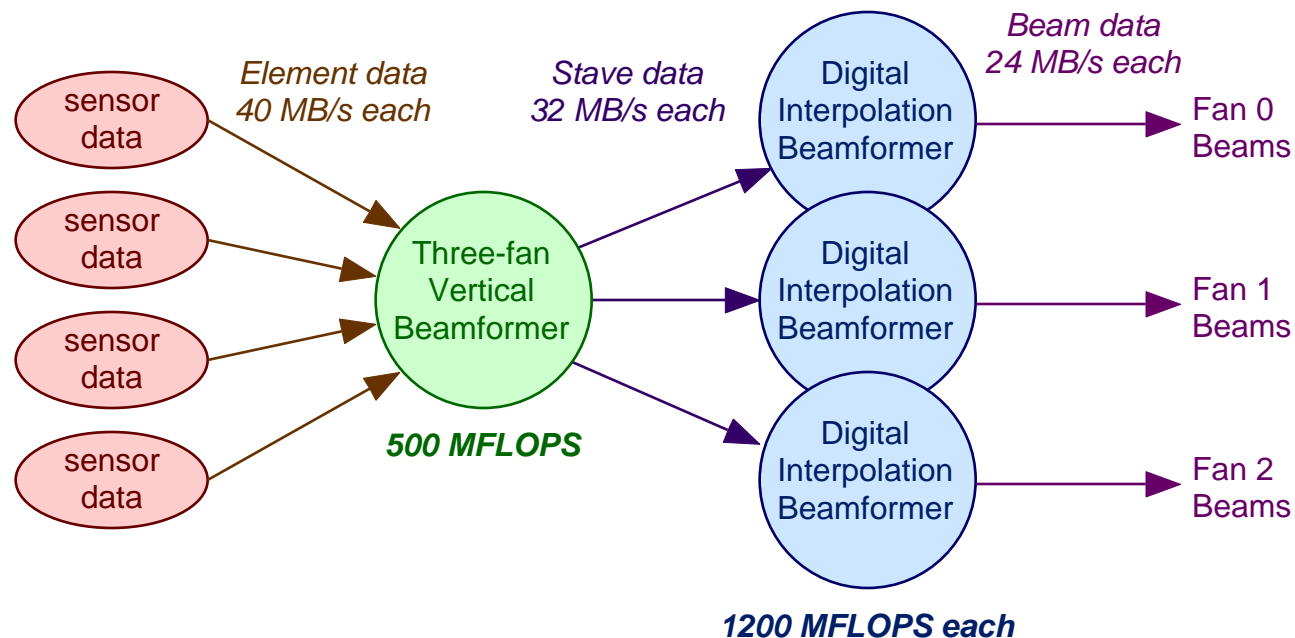 sensor
data
sensor
data
sensor
data
sensor
data
Element data
40 MB/s each
Three-fan
Vertical
Beamformer
500 MFLOPS
Stave data
32 MB/s each
Digital
Interpolation
Beamformer
Digital
Interpolation
Beamformer
Digital
Interpolation
Beamformer
1200 MFLOPS each
Beam data
24 MB/s each
Fan 0
Beams
Fan 1
Beams
Fan 2
Beams